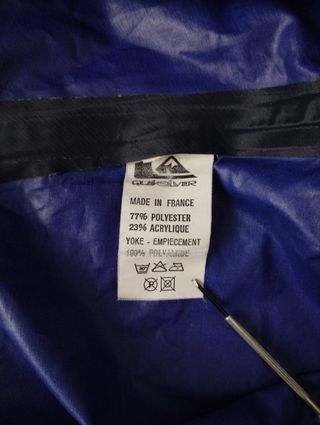 QUIKSILVER
MADE IN FRANCE
77% POLYESTER
23% ACRYLIQUE
YOKE - EMPIECEMENT
100% POLYAMIDE